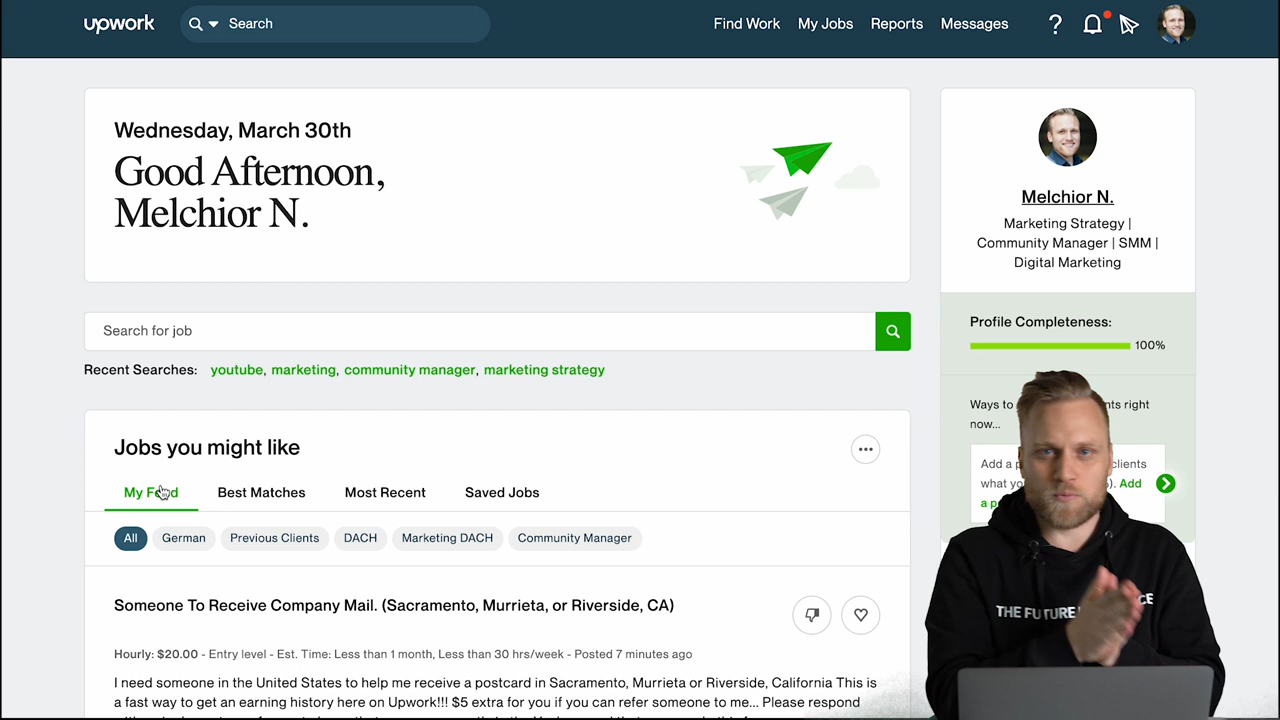 upwork
Search
Find Work
My Jobs
Reports
Messages
Wednesday, March 30th
Good Afternoon,
Melchior N.
Melchior N.
Marketing Strategy |
Community Manager | SMM |
Digital Marketing
Profile Completeness:
100%
Search for job
Recent Searches: youtube, marketing, community manager, marketing strategy
Ways to
right
now...
Add a
clients
what
Add
Jobs you might like
My
Best Matches
Most Recent
Saved Jobs
All
German
Previous Clients
DACH
Marketing DACH
Community Manager
Someone To Receive Company Mail. (Sacramento, Murrieta, or Riverside, CA)
Hourly: $20.00 - Entry level - Est. Time: Less than 1 month, Less than 30 hrs/week - Posted 7 minutes ago
I need someone in the United States to help me receive a postcard in Sacramento, Murrieta or Riverside, California This is
a fast way to get an earning history here on Upwork!!! $5 extra for you if you can refer someone to me... Please respond
THE FUTURE